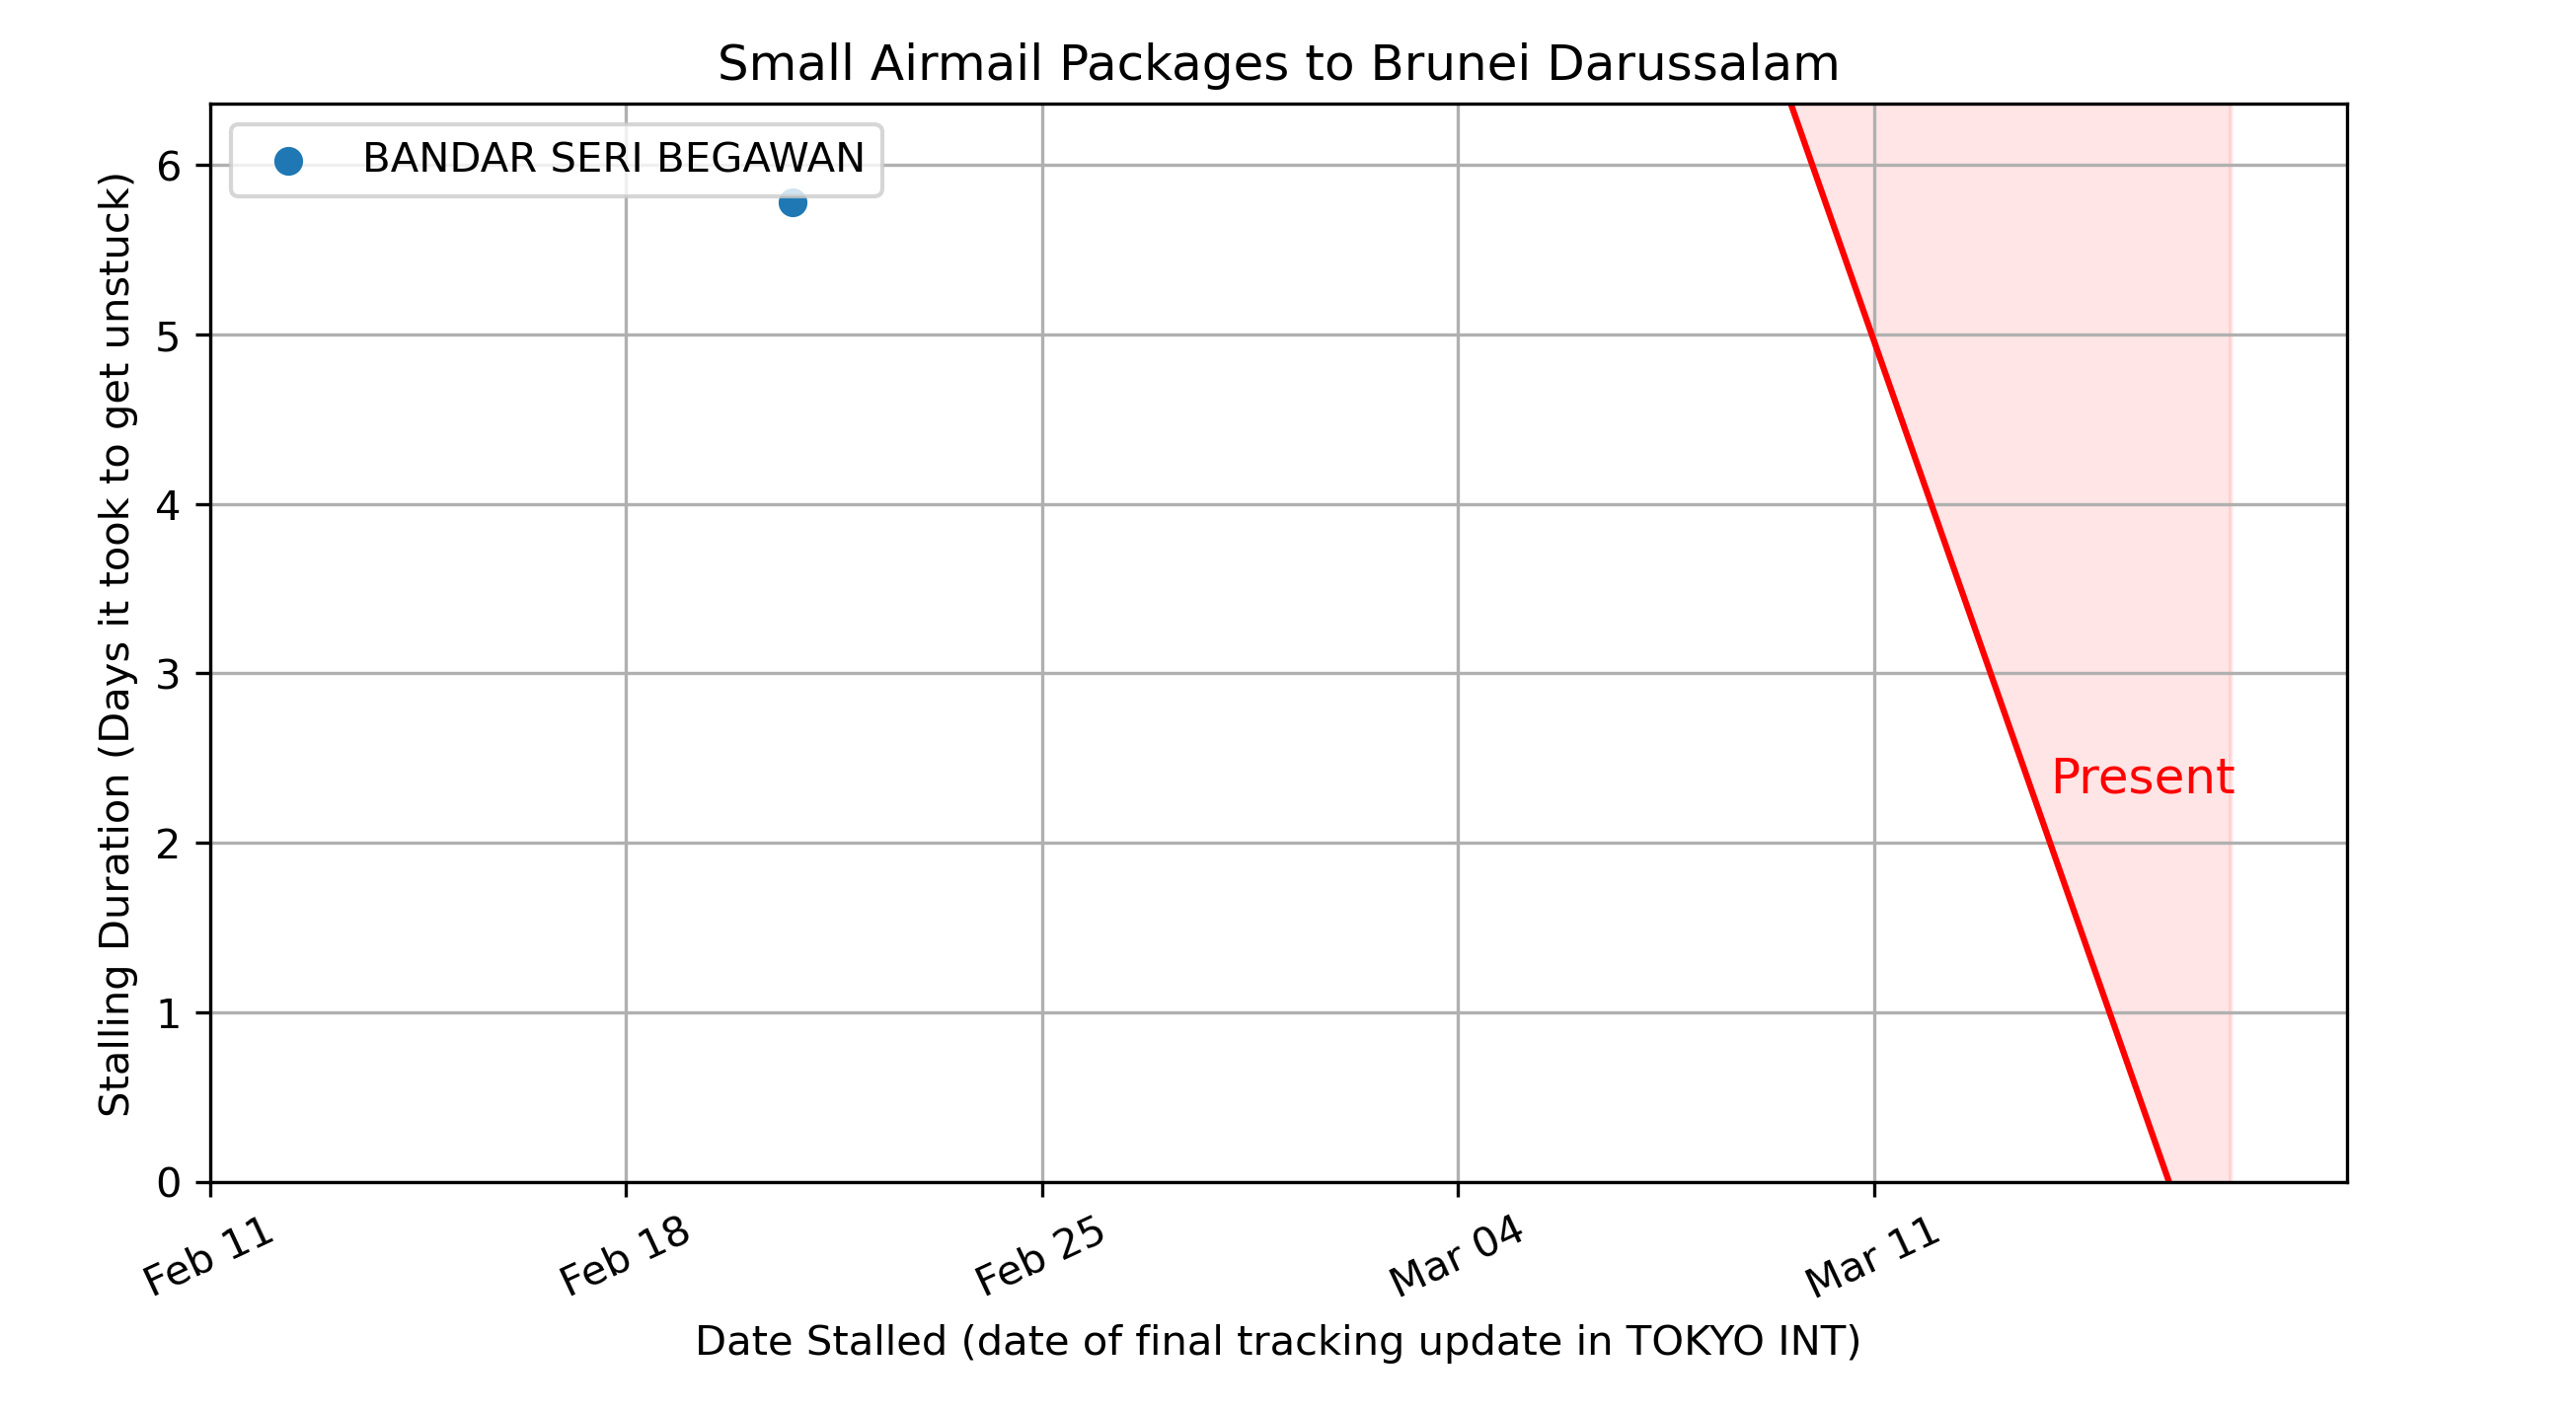 Small Airmail Packages to Brunei Darussalam
BANDAR SERI BEGAWAN
Stalling Duration (Days it took to get unstuck)
6
5
4
3
2
1
0
Present
Feb 11
Feb 18
Feb 25
Mar 04
Mar 11
Date Stalled (date of final tracking update in TOKYO INT)